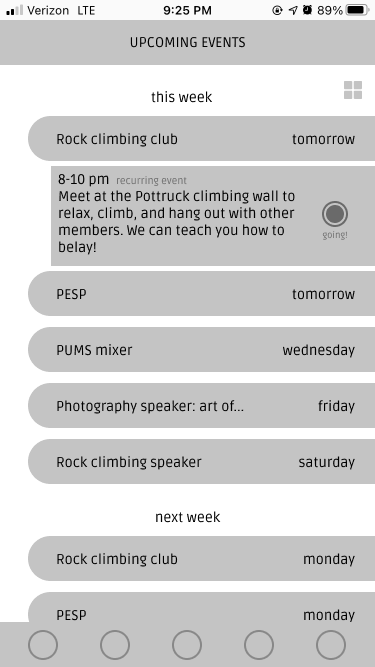 Verizon LTE 9:25 PM 89%
UPCOMING EVENTS
this week
Rock climbing club tomorrow
8-10 pm recurring event
Meet at the Pottruck climbing wall to
relax, climb, and hang out with other
members. We can teach you how to
belay!
going!
PESP tomorrow
PUMS mixer wednesday
Photography speaker: art of... friday
Rock climbing speaker saturday
next week
Rock climbing club monday
PESP monday